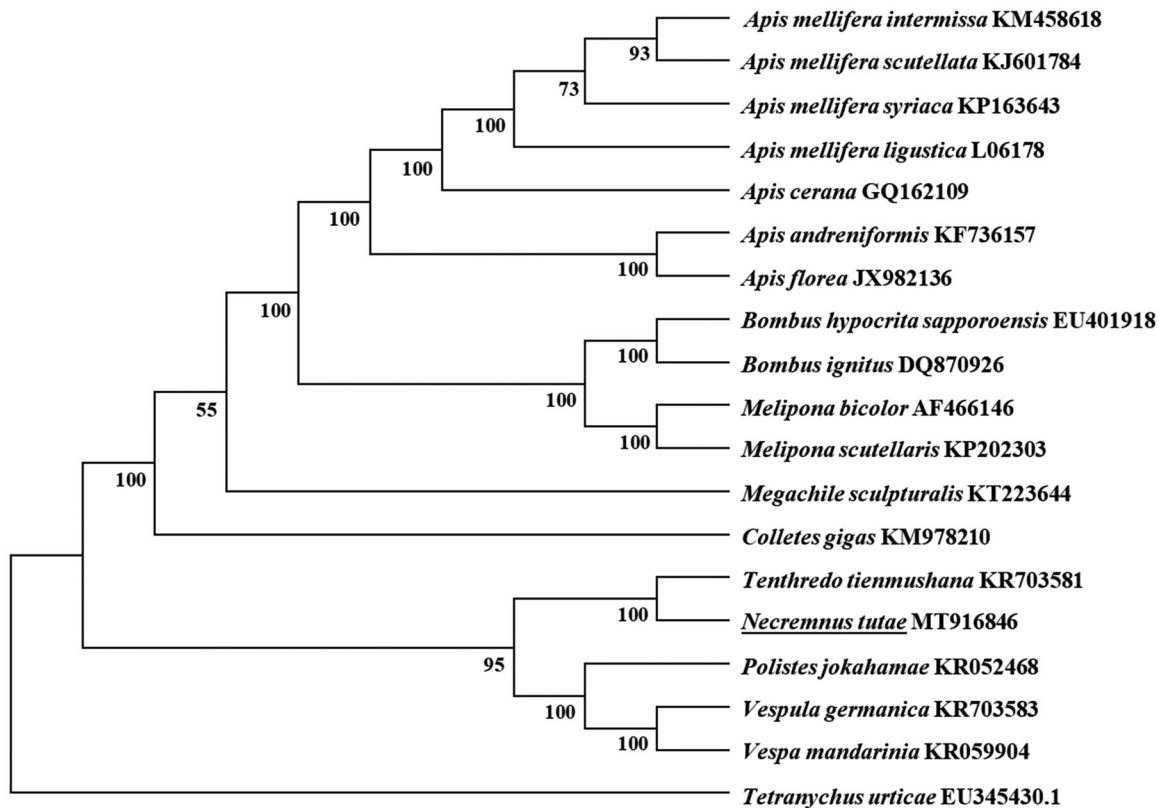 Apis mellifera intermissa KM458618
93
Apis mellifera scutellata KJ601784
73
Apis mellifera syriaca KP163643
100
Apis mellifera ligustica L06178
100
Apis cerana GQ162109
100
Apis andreniformis KF736157
100
Apis florea JX982136
100
Bombus hypocrita sapporoensis EU401918
100
Bombus ignitus DQ870926
100
Melipona bicolor AF466146
55
100
Melipona scutellaris KP202303
100
Megachile sculpturalis KT223644
Colletes gigas KM978210
Tenthredo tienmushana KR703581
100
Necremnus tutae MT916846
95
Polistes jokahamae KR052468
100
Vespula germanica KR703583
100
Vespa mandarinia KR059904
Tetranychus urticae EU345430.1